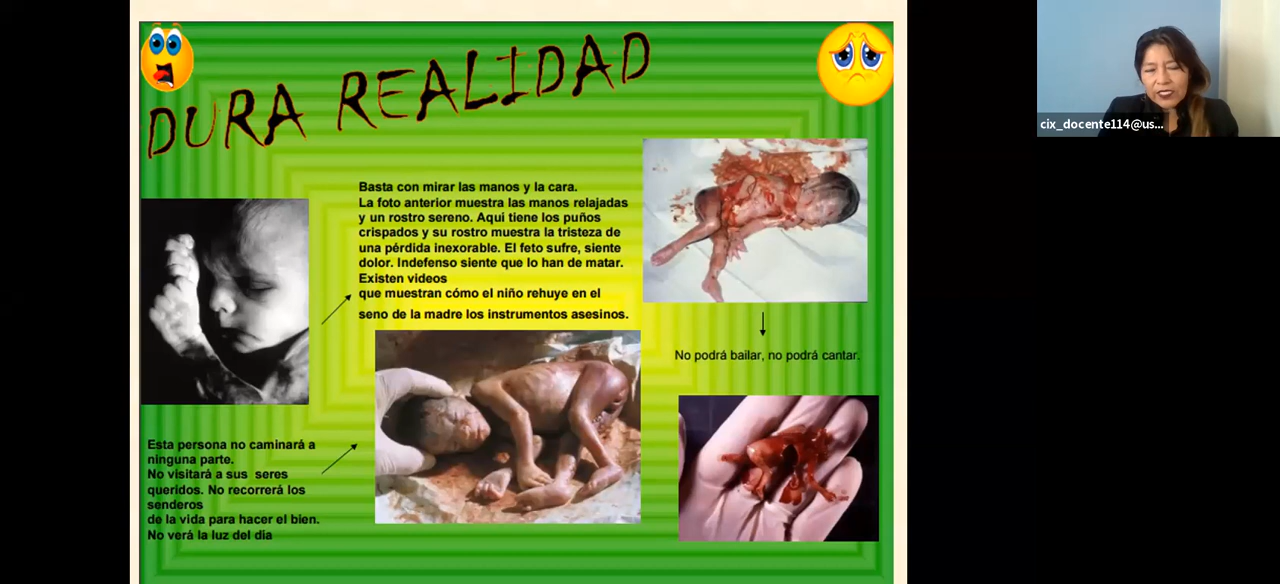 DURA REALIDAD
Basta con mirar las manos y la cara.
La foto anterior muestra las manos relajadas
y un rostro sereno. Aquí tiene los puños
crispados y su rostro muestra la tristeza de
una pérdida inexorable. El feto sufre, siente
dolor. Indefenso siente que lo han de matar.
Existen videos
que muestran cómo el niño rehuye en el
seno de la madre los instrumentos asesinos.
No podrá bailar, no podrá cantar.
Esta persona no caminará a
ninguna parte.
No visitará a sus seres
queridos. No recorrerá los
senderos
de la vida para hacer el bien.
No verá la luz del día
cix_docente114@us...